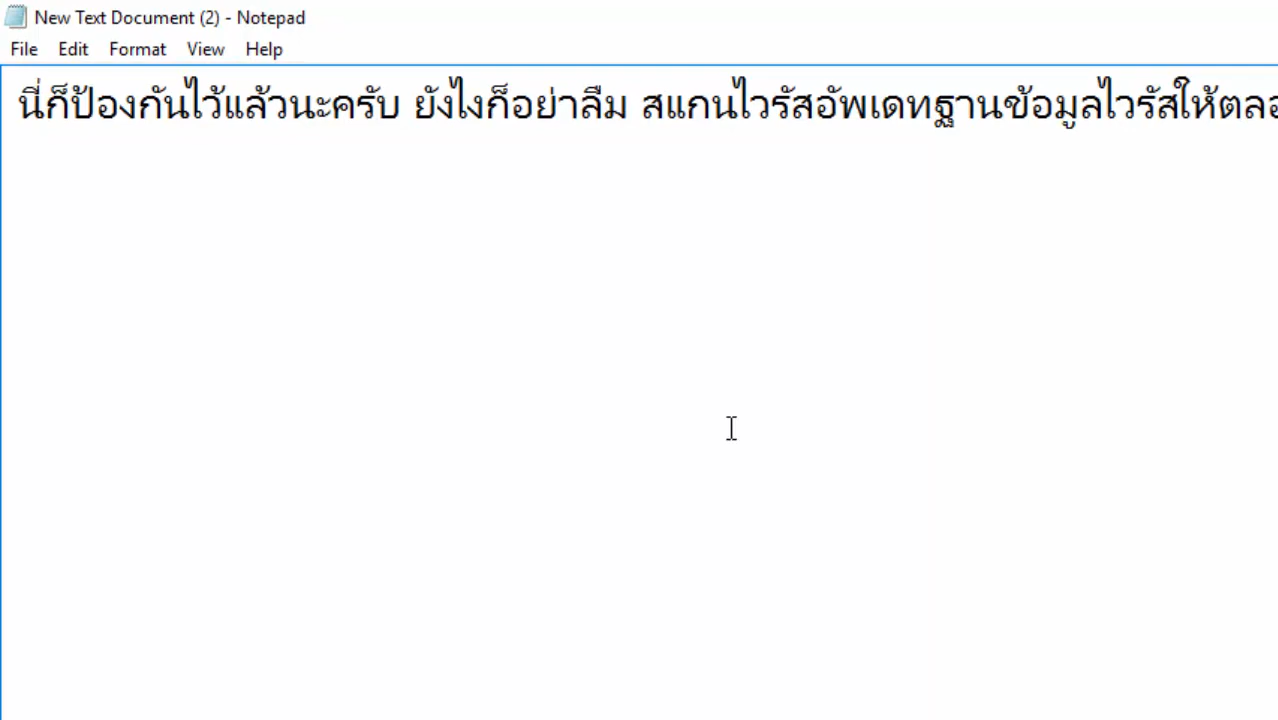 New Text Document (2) - Notepad
File Edit Format View Help
นี่ก็ป้องกันไว้แล้วนะครับ ยังไงก็อย่าลืม สแกนไวรัสอัพเดทฐานข้อมูลไวรัสให้